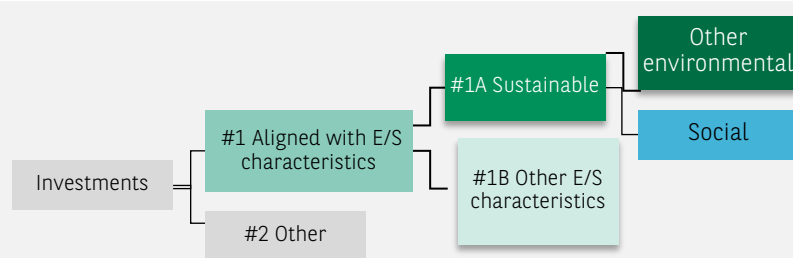 Other
environmental
#1A Sustainable
Social
#1 Aligned with E/S
characteristics
#1B Other E/S
characteristics
Investments
#2 Other